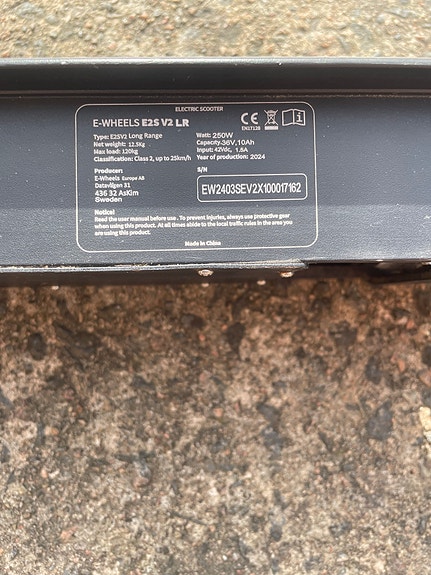 ELECTRIC SCOOTER
E-WHEELS E2S V2 LR
Type: E2SV2 Long Range
Net weight: 12.5Kg
Max load: 120kg
Classification: Class 2, up to 25km/h
Producer:
E-Wheels Europe AB
Datavägen 31
436 32 AsKim
Sweden
CE
EN17128
i
Watt: 250W
Capacity:36V,10Ah
Input: 42Vdc, 1.5A
Year of production: 2024
S/N
EW2403SEV2X100017162
Notice!
Read the user manual before use . To prevent injuries, always use protective gear
when using this product. At all times abide to the local traffic rules in the area you
are using this product.
Made in China